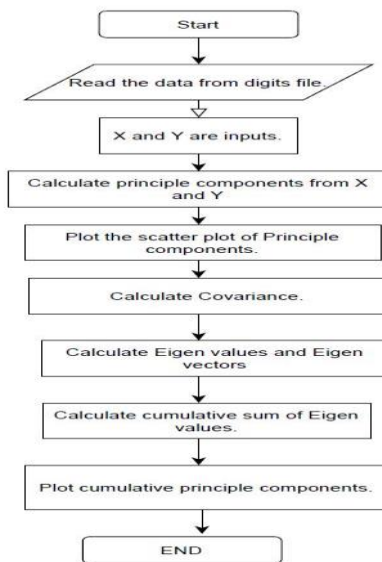 Start
Read the data from digits file.
X and Y are inputs.
Calculate principle components from X
and Y
Plot the scatter plot of Principle
components.
Calculate Covariance.
Calculate Eigen values and Eigen
vectors
Calculate cumulative sum of Eigen
values.
Plot cumulative principle components.
END